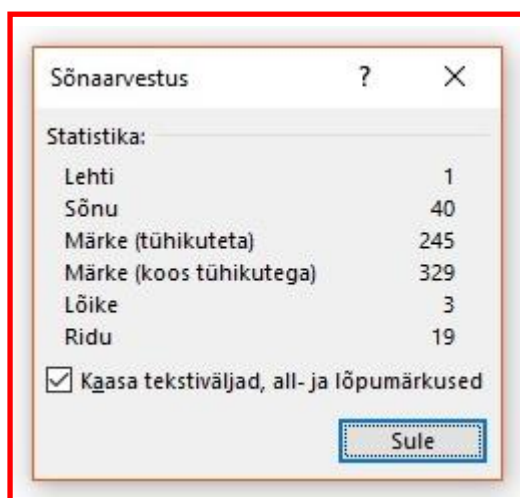 Sõnaarvestus ? ×
Statistika:
Lehti 1
Sõnu 40
Märke (tühikuteta) 245
Märke (koos tühikutega) 329
Lõike 3
Ridu 19
Kaasa tekstiväljad, all- ja lõpumärkused
Sule